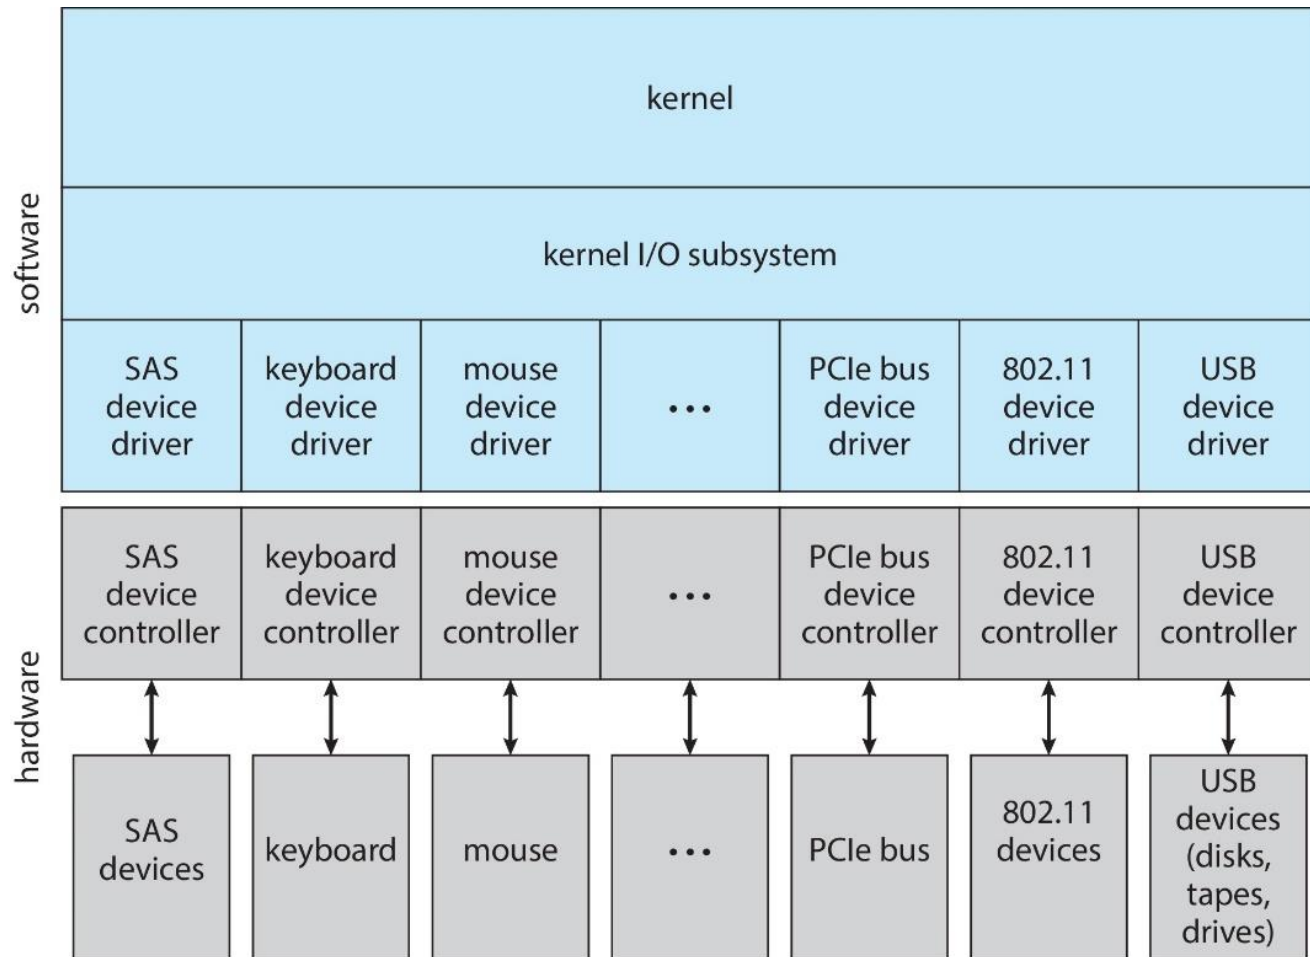 kernel
kernel I/O subsystem
software
SAS
device
driver
keyboard
device
driver
mouse
device
driver
...
PCIe bus
device
driver
802.11
device
driver
USB
device
driver
SAS
device
controller
keyboard
device
controller
mouse
device
controller
...
PCIe bus
device
controller
802.11
device
controller
USB
device
controller
hardware
SAS
devices
keyboard
mouse
...
PCIe bus
802.11
devices
USB
devices
(disks,
tapes,
drives)